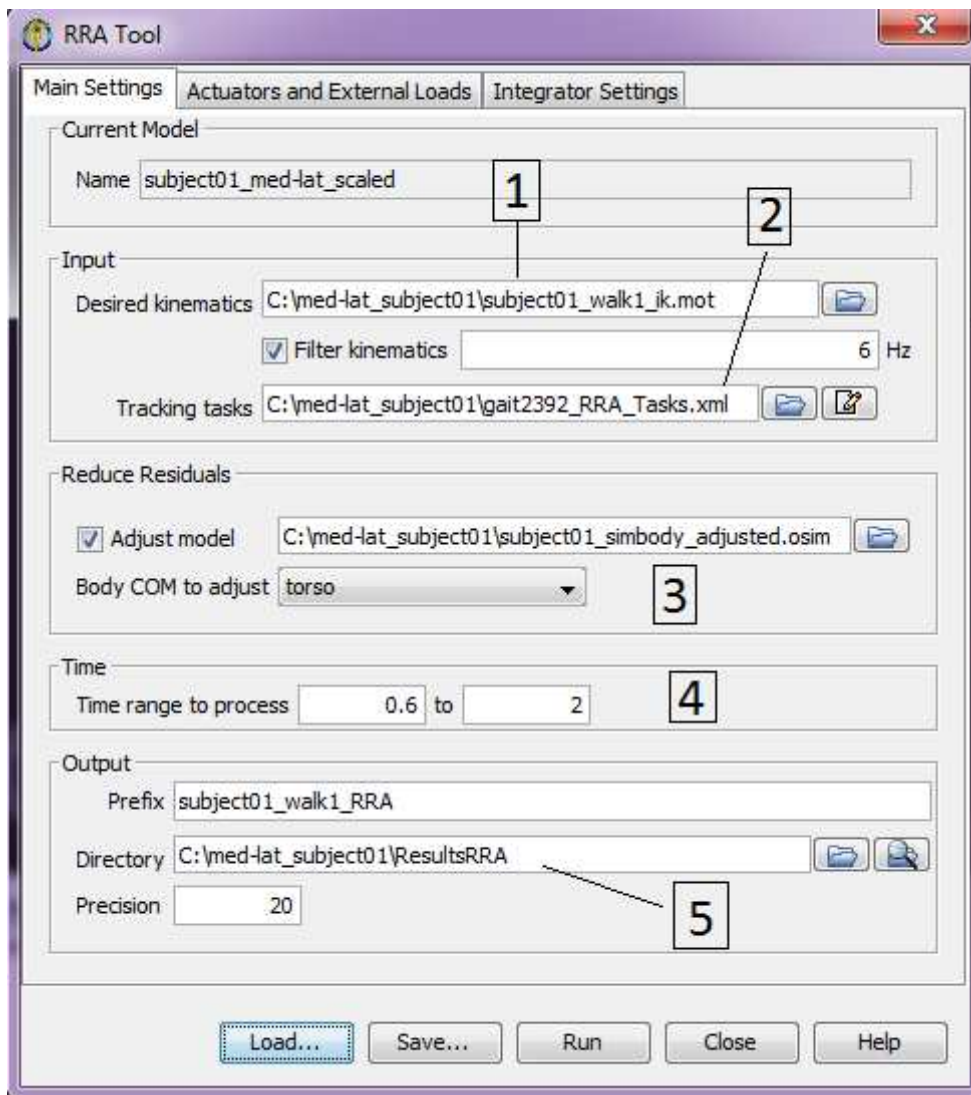 RRA Tool
Main Settings Actuators and External Loads Integrator Settings
Current Model
Name subject01_med-lat_scaled
1
2
Input
Desired kinematics C:\med-lat_subject01\subject01_walk1_ik.mot
Filter kinematics 6 Hz
Tracking tasks C:\med-lat_subject01\gait2392_RRA_Tasks.xml
Reduce Residuals
Adjust model C:\med-lat_subject01\subject01_simbody_adjusted.osim
Body COM to adjust torso
3
Time
Time range to process 0.6 to 2
4
Output
Prefix subject01_walk1_RRA
Directory C:\med-lat_subject01\ResultsRRA
Precision 20
5
Load... Save... Run Close Help